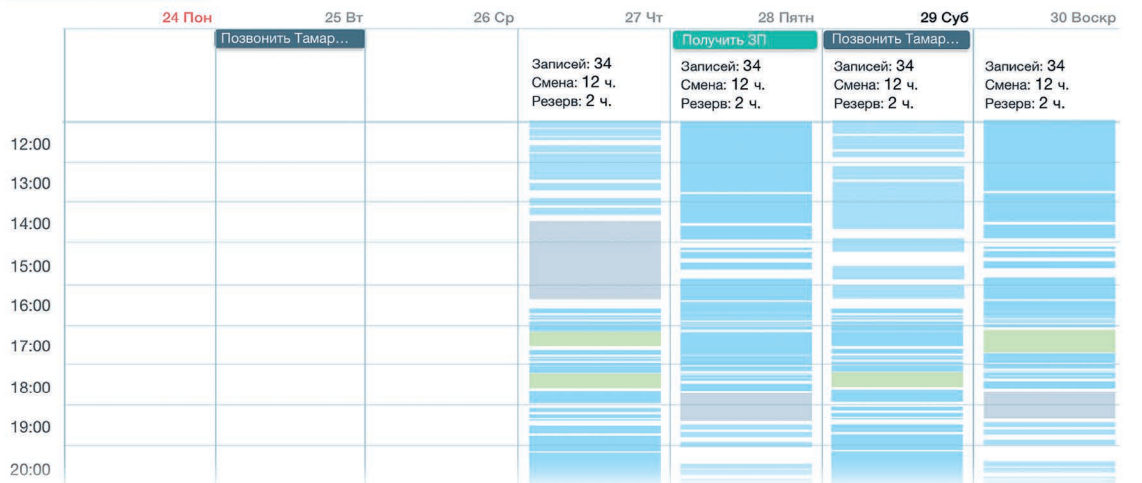 24 Пон 25 Вт 26 Ср 27 Чт 28 Пятн 29 Суб 30 Воскр
Позвонить Тамар... Получить ЗП Позвонить Тамар...
Записей: 34 Записей: 34 Записей: 34 Записей: 34
Смена: 12 ч. Смена: 12 ч. Смена: 12 ч. Смена: 12 ч.
Резерв: 2 ч. Резерв: 2 ч. Резерв: 2 ч. Резерв: 2 ч.
12:00
13:00
14:00
15:00
16:00
17:00
18:00
19:00
20:00